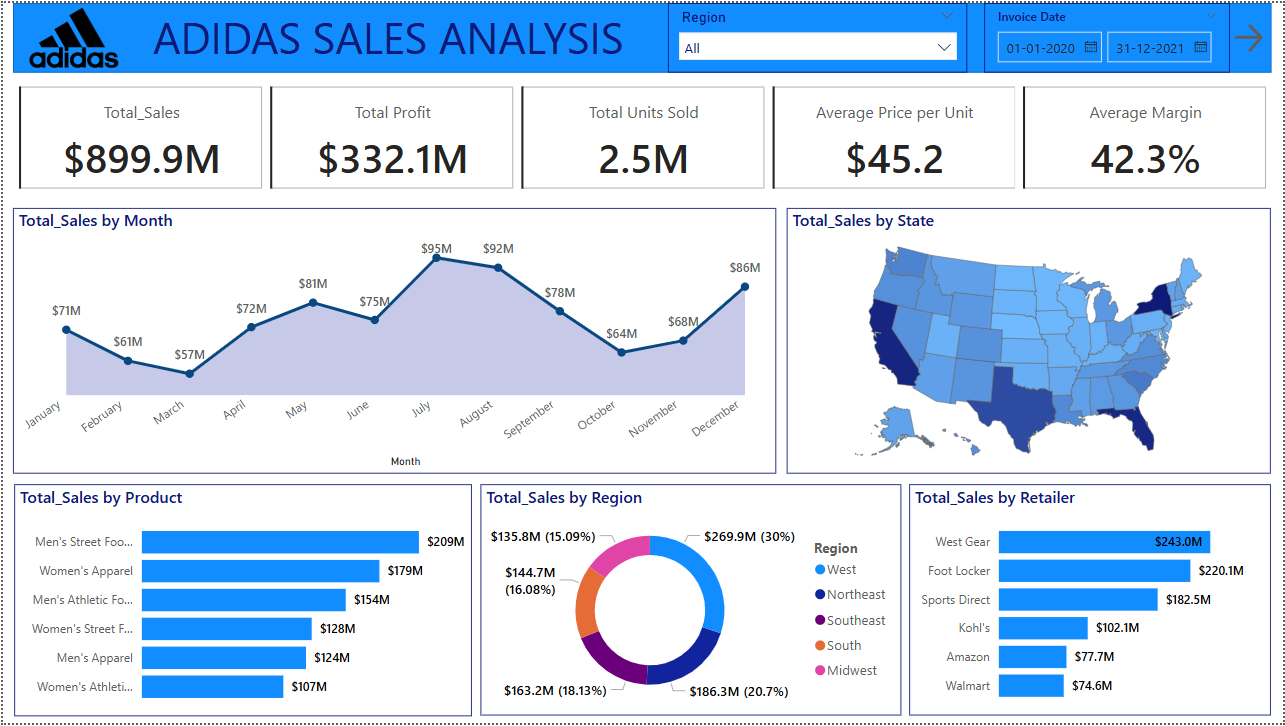 adidas
ADIDAS SALES ANALYSIS
Region
All
Invoice Date
01-01-2020
31-12-2021
Total_Sales
$899.9M
Total Profit
$332.1M
Total Units Sold
2.5M
Average Price per Unit
$45.2
Average Margin
42.3%
Total_Sales by Month
$71M
$61M
$57M
$72M
$81M
$75M
$95M
$92M
$78M
$64M
$68M
$86M
January
February
March
April
May
June
July
August
September
October
November
December
Month
Total_Sales by State
Total_Sales by Product
Men's Street Foo... $209M
Women's Apparel $179M
Men's Athletic Fo... $154M
Women's Street F... $128M
Men's Apparel $124M
Women's Athleti... $107M
Total_Sales by Region
$135.8M (15.09%)
$269.9M (30%)
$144.7M
(16.08%)
$163.2M (18.13%)
$186.3M (20.7%)
Region
West
Northeast
Southeast
South
Midwest
Total_Sales by Retailer
West Gear $243.0M
Foot Locker $220.1M
Sports Direct $182.5M
Kohl's $102.1M
Amazon $77.7M
Walmart $74.6M